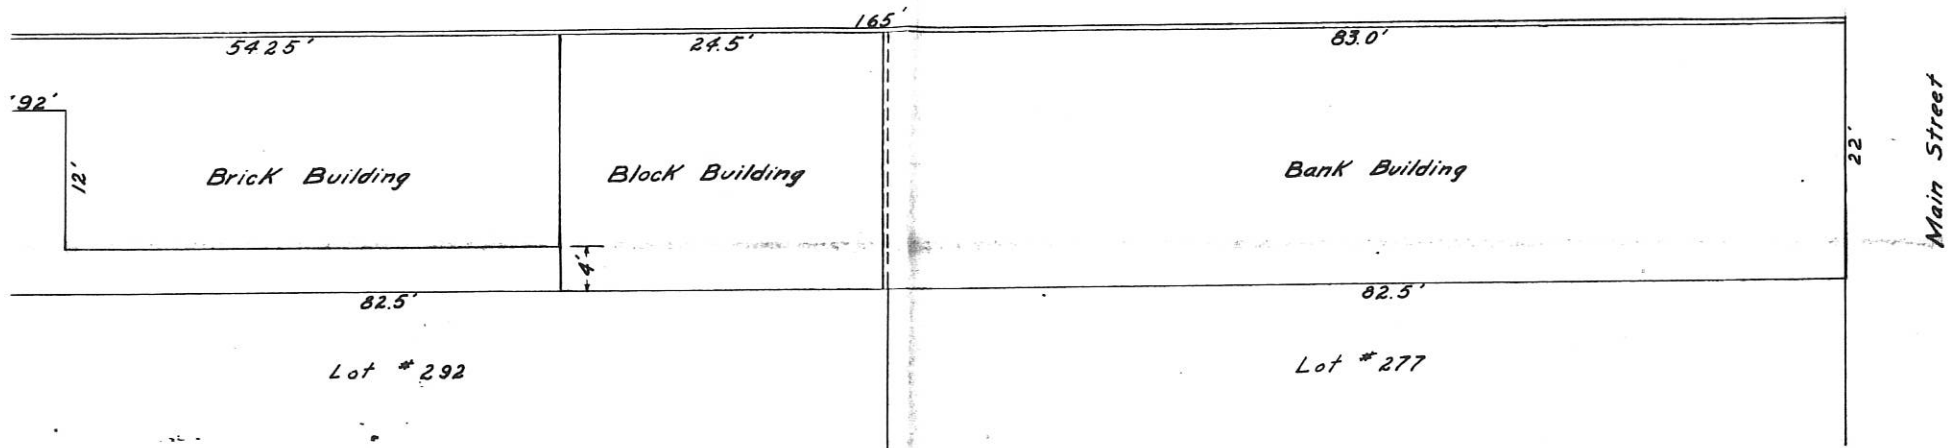 165'
54.25'
24.5'
83.0'
'92'
12'
Brick Building
Block Building
Bank Building
22'
Main Street
4'
82.5'
82.5'
Lot #292
Lot #277